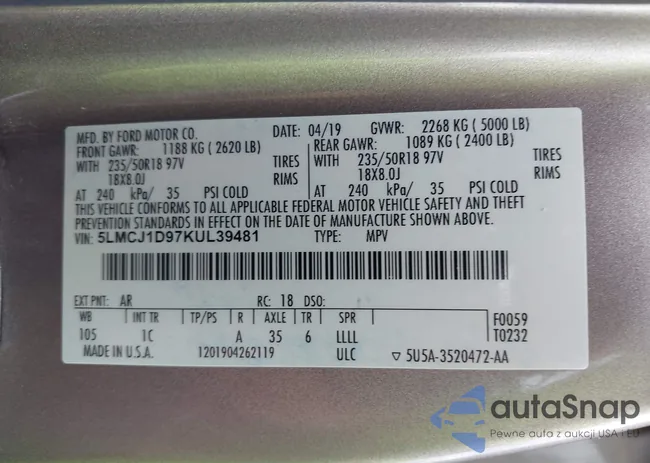 MFD. BY FORD MOTOR CO. DATE: 04/19 GVWR: 2268 KG ( 5000 LB)
FRONT GAWR: 1188 KG ( 2620 LB) REAR GAWR: 1089 KG ( 2400 LB)
WITH 235/50R18 97V TIRES WITH 235/50R18 97V TIRES
18X8.0J RIMS 18X8.0J RIMS
AT 240 kPa/ 35 PSI COLD AT 240 kPa/ 35 PSI COLD
THIS VEHICLE CONFORMS TO ALL APPLICABLE FEDERAL MOTOR VEHICLE SAFETY AND THEFT
PREVENTION STANDARDS IN EFFECT ON THE DATE OF MANUFACTURE SHOWN ABOVE.
VIN: 5LMCJ1D97KUL39481 TYPE: MPV
EXT PNT: AR RC: 18 DSO:
WB INT TR TP/PS R AXLE TR SPR F0059
105 1C A 35 6 LLLL T0232
MADE IN U.S.A. 1201904262119 ULC ▽ 5U5A-3520472-AA
autaSnap
Pewne auta z aukcji USA i EU